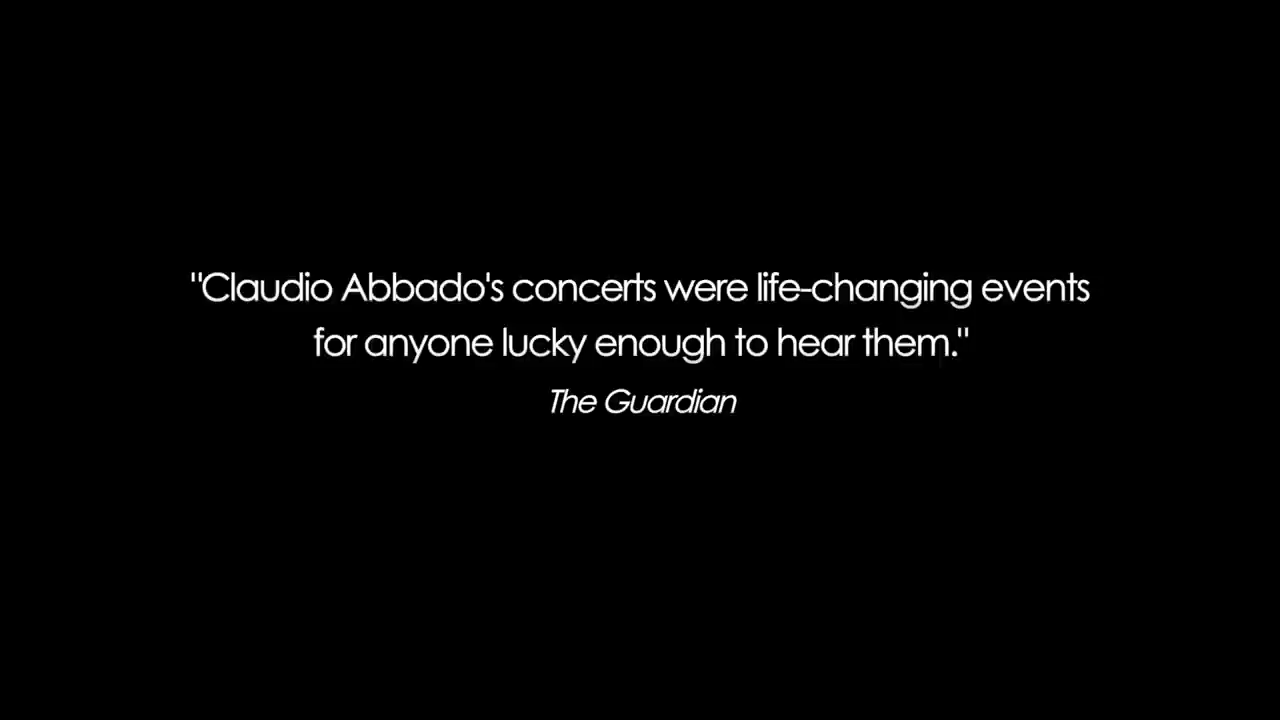 "Claudio Abbado's concerts were life-changing events
for anyone lucky enough to hear them."
The Guardian